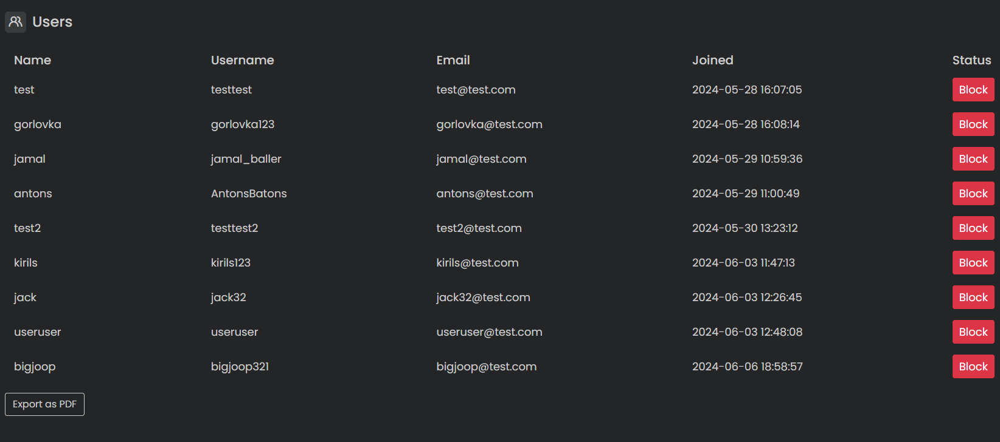 Users
Name Username Email Joined Status
test testtest test@test.com 2024-05-28 16:07:05 Block
gorlovka gorlovka123 gorlovka@test.com 2024-05-28 16:08:14 Block
jamal jamal_baller jamal@test.com 2024-05-29 10:59:36 Block
antons AntonsBatons antons@test.com 2024-05-29 11:00:49 Block
test2 testtest2 test2@test.com 2024-05-30 13:23:12 Block
kirils kirils123 kirils@test.com 2024-06-03 11:47:13 Block
jack jack32 jack32@test.com 2024-06-03 12:26:45 Block
useruser useruser useruser@test.com 2024-06-03 12:48:08 Block
bigjoop bigjoop321 bigjoop@test.com 2024-06-06 18:58:57 Block
Export as PDF